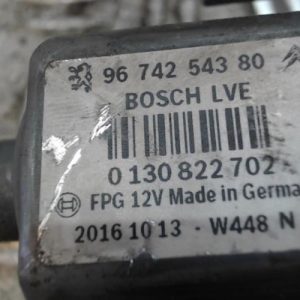 96 742 543 80
BOSCH LVE
0 130 822 702
FPG 12V Made in German
2016 10 13 - W448 N